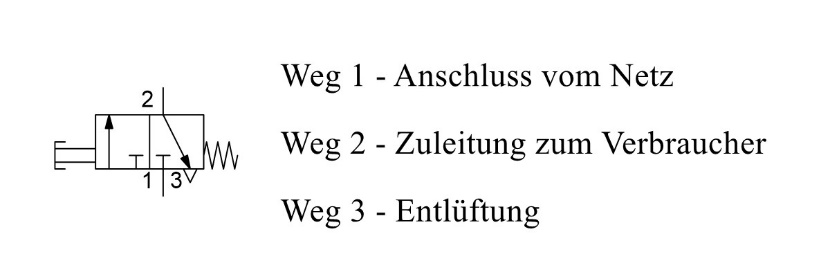 2
1 3
Weg 1 - Anschluss vom Netz
Weg 2 - Zuleitung zum Verbraucher
Weg 3 - Entlüftung